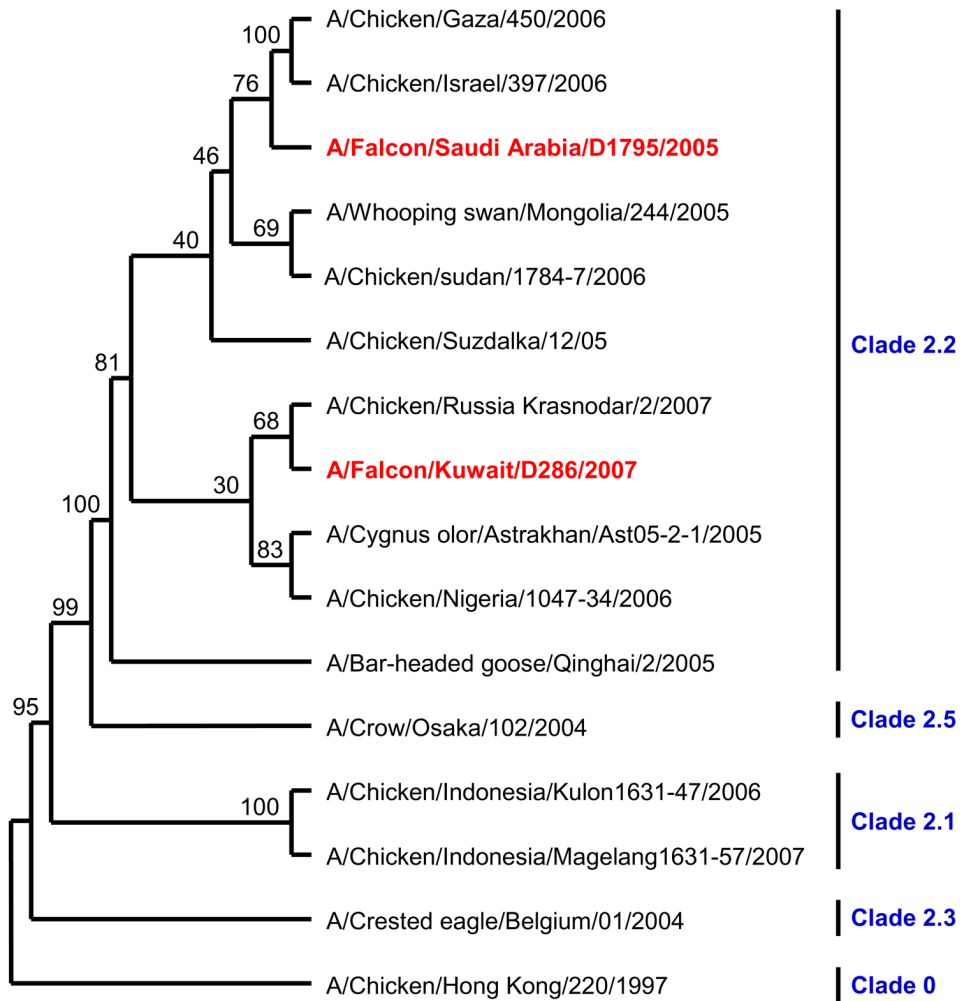 A/Chicken/Gaza/450/2006
100
76
A/Chicken/Israel/397/2006
46
A/Falcon/Saudi Arabia/D1795/2005
A/Whooping swan/Mongolia/244/2005
40
69
A/Chicken/sudan/1784-7/2006
A/Chicken/Suzdalka/12/05
Clade 2.2
81
A/Chicken/Russia Krasnodar/2/2007
68
A/Falcon/Kuwait/D286/2007
30
100
A/Cygnus olor/Astrakhan/Ast05-2-1/2005
83
A/Chicken/Nigeria/1047-34/2006
99
A/Bar-headed goose/Qinghai/2/2005
95
A/Crow/Osaka/102/2004
Clade 2.5
A/Chicken/Indonesia/Kulon1631-47/2006
100
Clade 2.1
A/Chicken/Indonesia/Magelang1631-57/2007
A/Crested eagle/Belgium/01/2004
Clade 2.3
A/Chicken/Hong Kong/220/1997
Clade 0